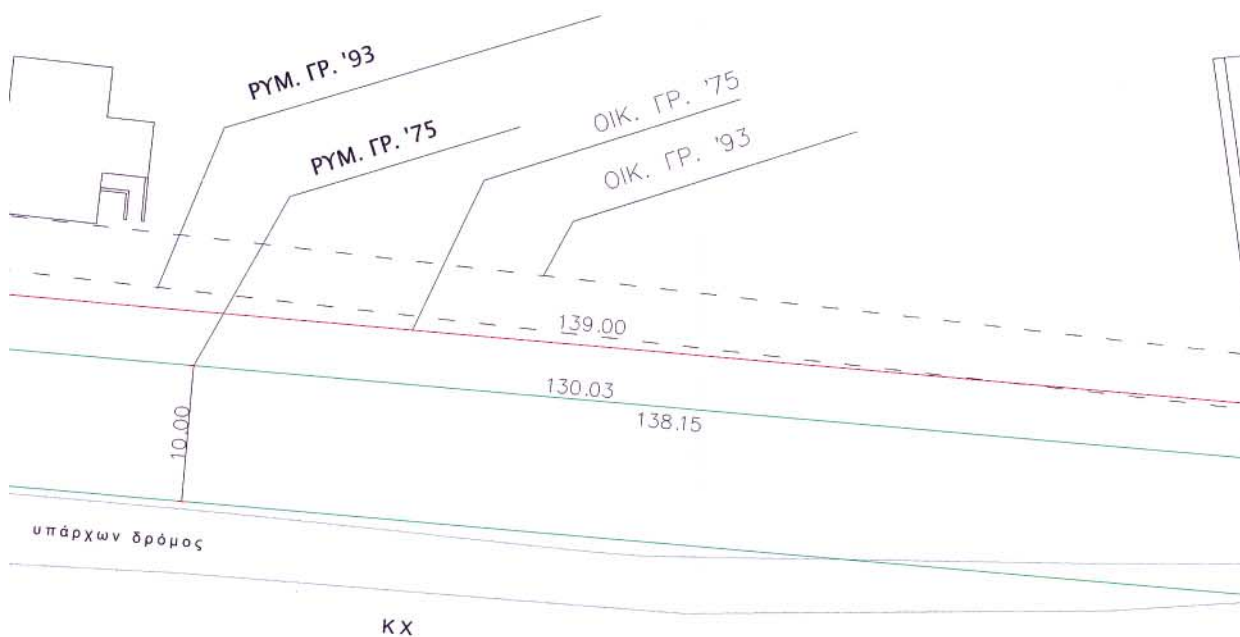 ΡΥΜ. ΓΡ. '93
ΡΥΜ. ΓΡ. '75
ΟΙΚ. ΓΡ. '75
ΟΙΚ. ΓΡ. '93
139.00
130.03
138.15
10.00
υπάρχων δρόμος
ΚΧ